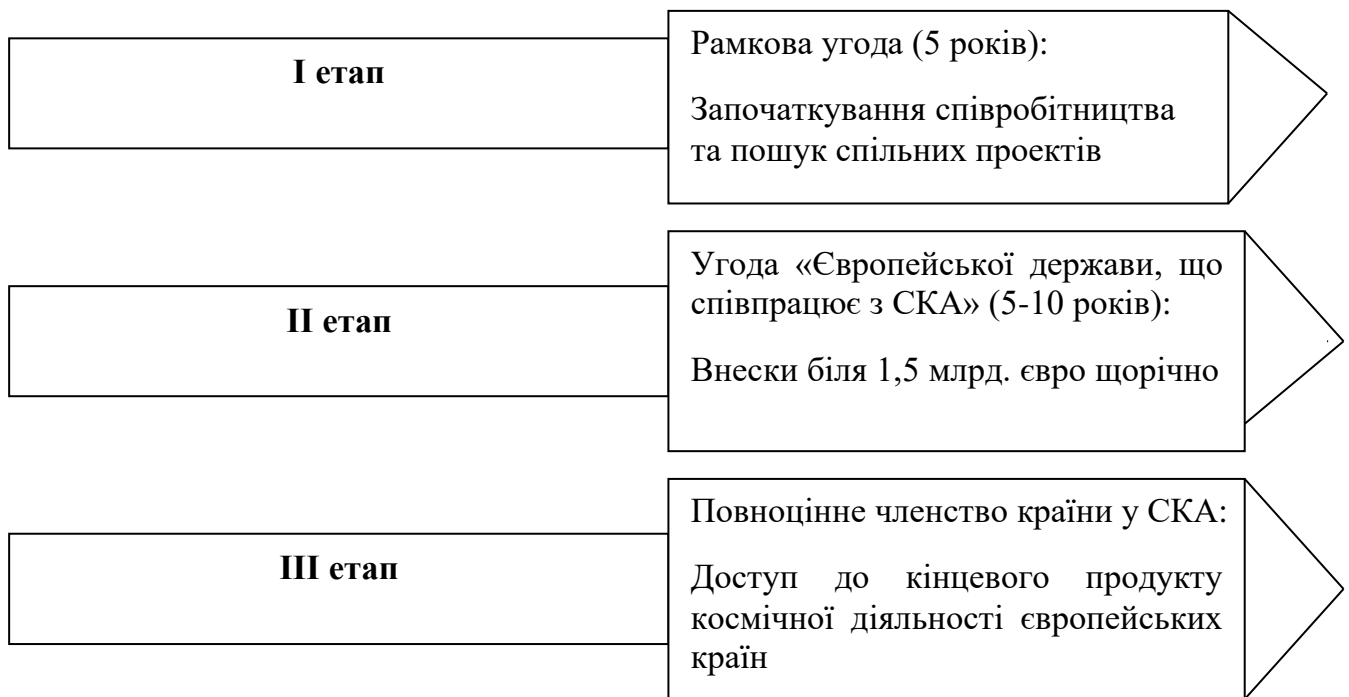 І етап
Рамкова угода (5 років):
Започаткування співробітництва
та пошук спільних проектів
ІІ етап
Угода «Європейської держави, що
співпрацює з СКА» (5-10 років):
Внески біля 1,5 млрд. євро щорічно
ІІІ етап
Повноцінне членство країни у СКА:
Доступ до кінцевого продукту
космічної діяльності європейських
країн